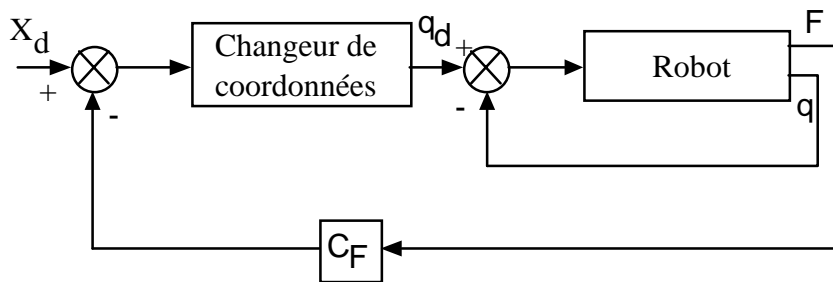 X_d
+
-
Changeur de
coordonnées
q_d
+
-
Robot
F
q
C_F